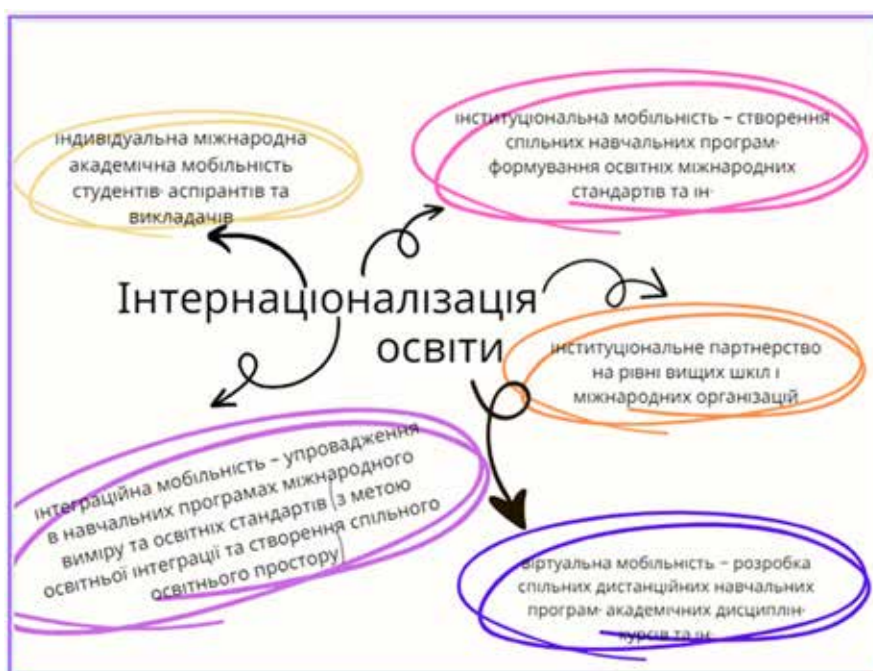 індивідуальна міжнародна
академічна мобільність
студентів· аспірантів та
викладачів
інституціональна мобільність – створення
спільних навчальних програм·
формування освітніх міжнародних
стандартів та ін·
Інтернаціоналізація
освіти
інституціональне партнерство
на рівні вищих шкіл і
міжнародних організацій
інтеграційна мобільність – упровадження
в навчальних програмах міжнародного
виміру та освітніх стандартів (з метою
освітньої інтеграції та створення спільного
освітнього простору)
віртуальна мобільність – розробка
спільних дистанційних навчальних
програм· академічних дисциплін·
курсів та ін·